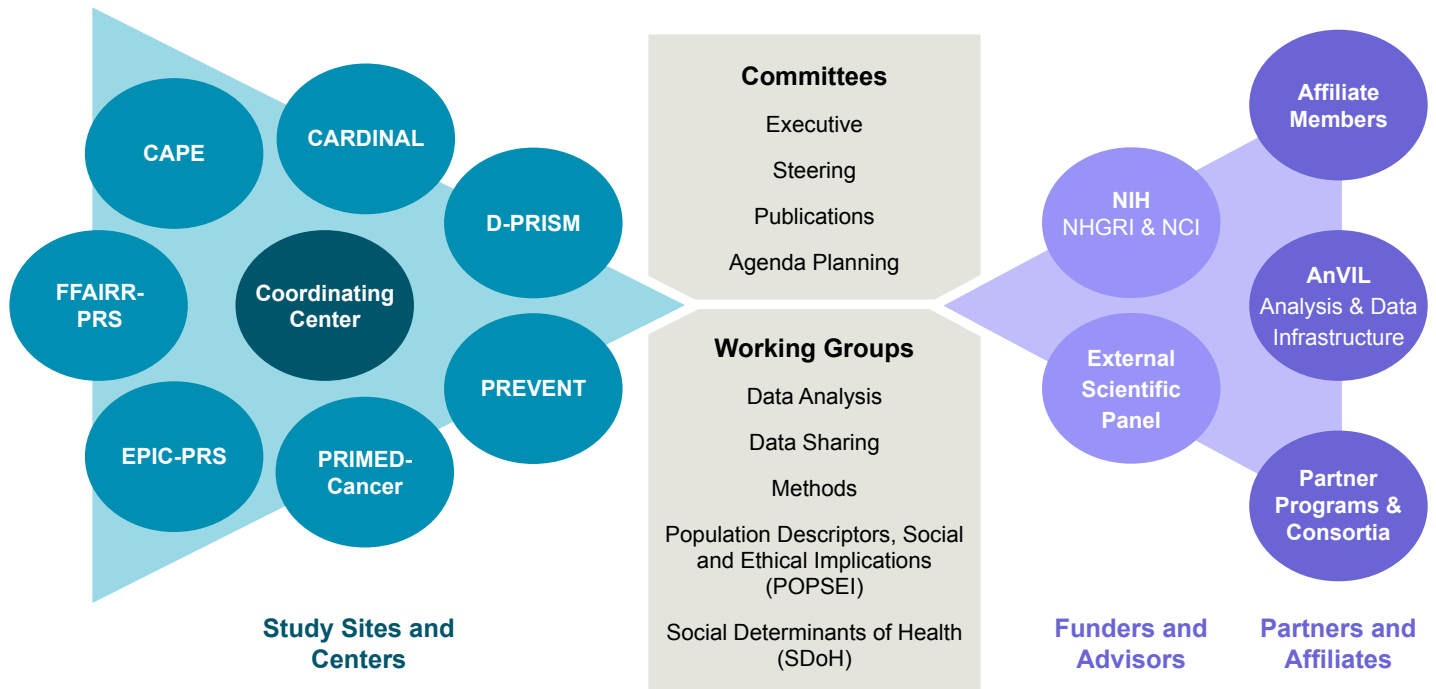 CAPE
CARDINAL
D-PRISM
FFAIRR-
PRS
Coordinating
Center
PREVENT
EPIC-PRS
PRIMED-
Cancer
Study Sites and
Centers
Committees
Executive
Steering
Publications
Agenda Planning
Working Groups
Data Analysis
Data Sharing
Methods
Population Descriptors, Social
and Ethical Implications
(POPSEI)
Social Determinants of Health
(SDoH)
NIH
NHGRI & NCI
External
Scientific
Panel
Funders and
Advisors
Affiliate
Members
AnVIL
Analysis & Data
Infrastructure
Partner
Programs &
Consortia
Partners and
Affiliates